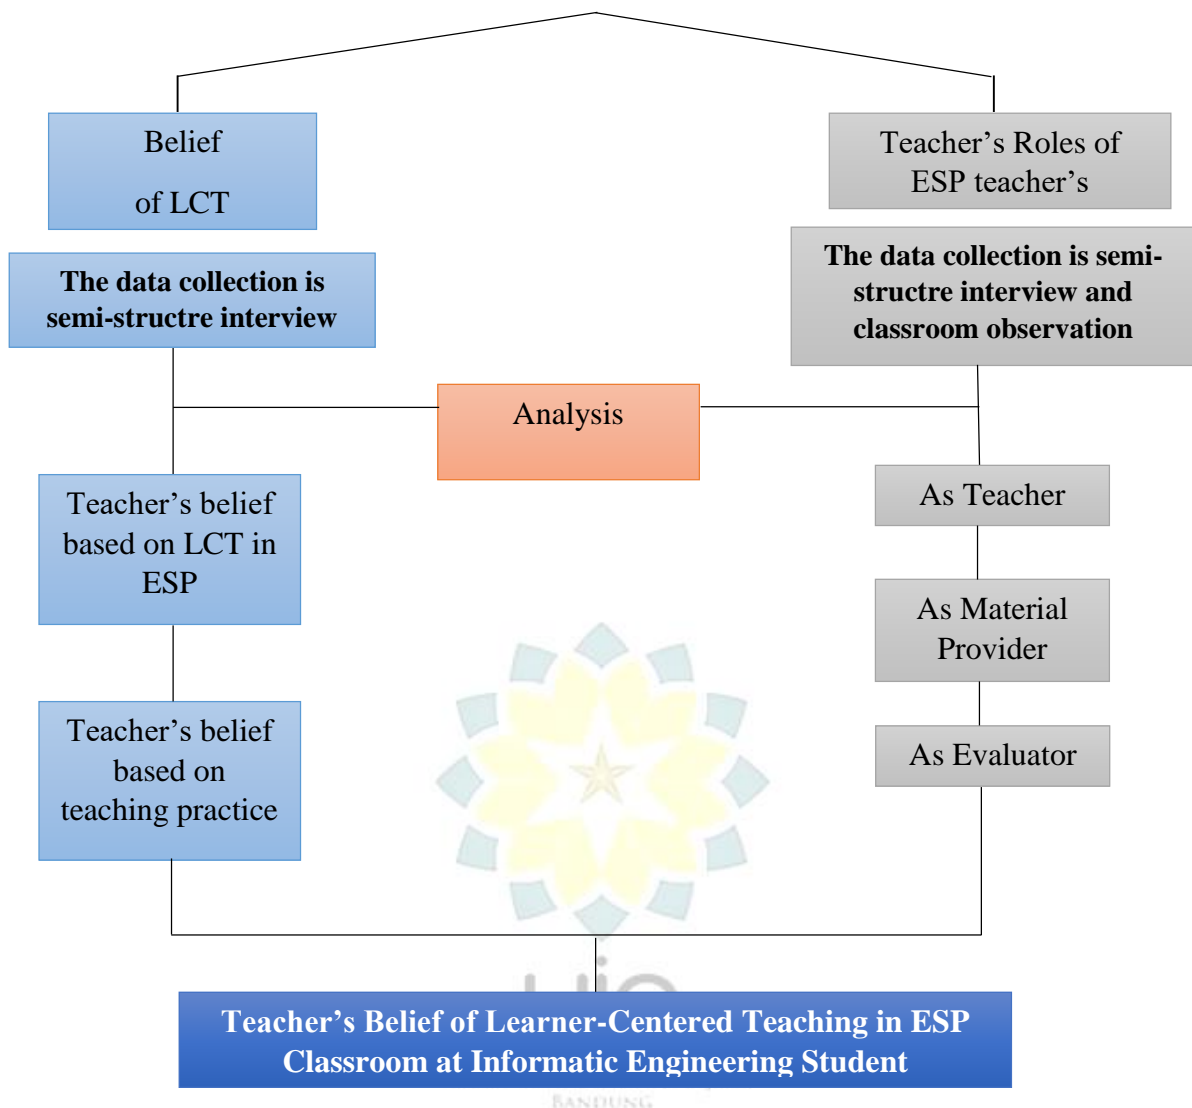 Belief
of LCT
Teacher’s Roles of
ESP teacher’s
The data collection is
semi-structre interview
The data collection is semi-
structre interview and
classroom observation
Analysis
Teacher’s belief
based on LCT in
ESP
As Teacher
As Material
Provider
Teacher’s belief
based on
teaching practice
As Evaluator
uin
Teacher’s Belief of Learner-Centered Teaching in ESP
Classroom at Informatic Engineering Student
BANDUNG